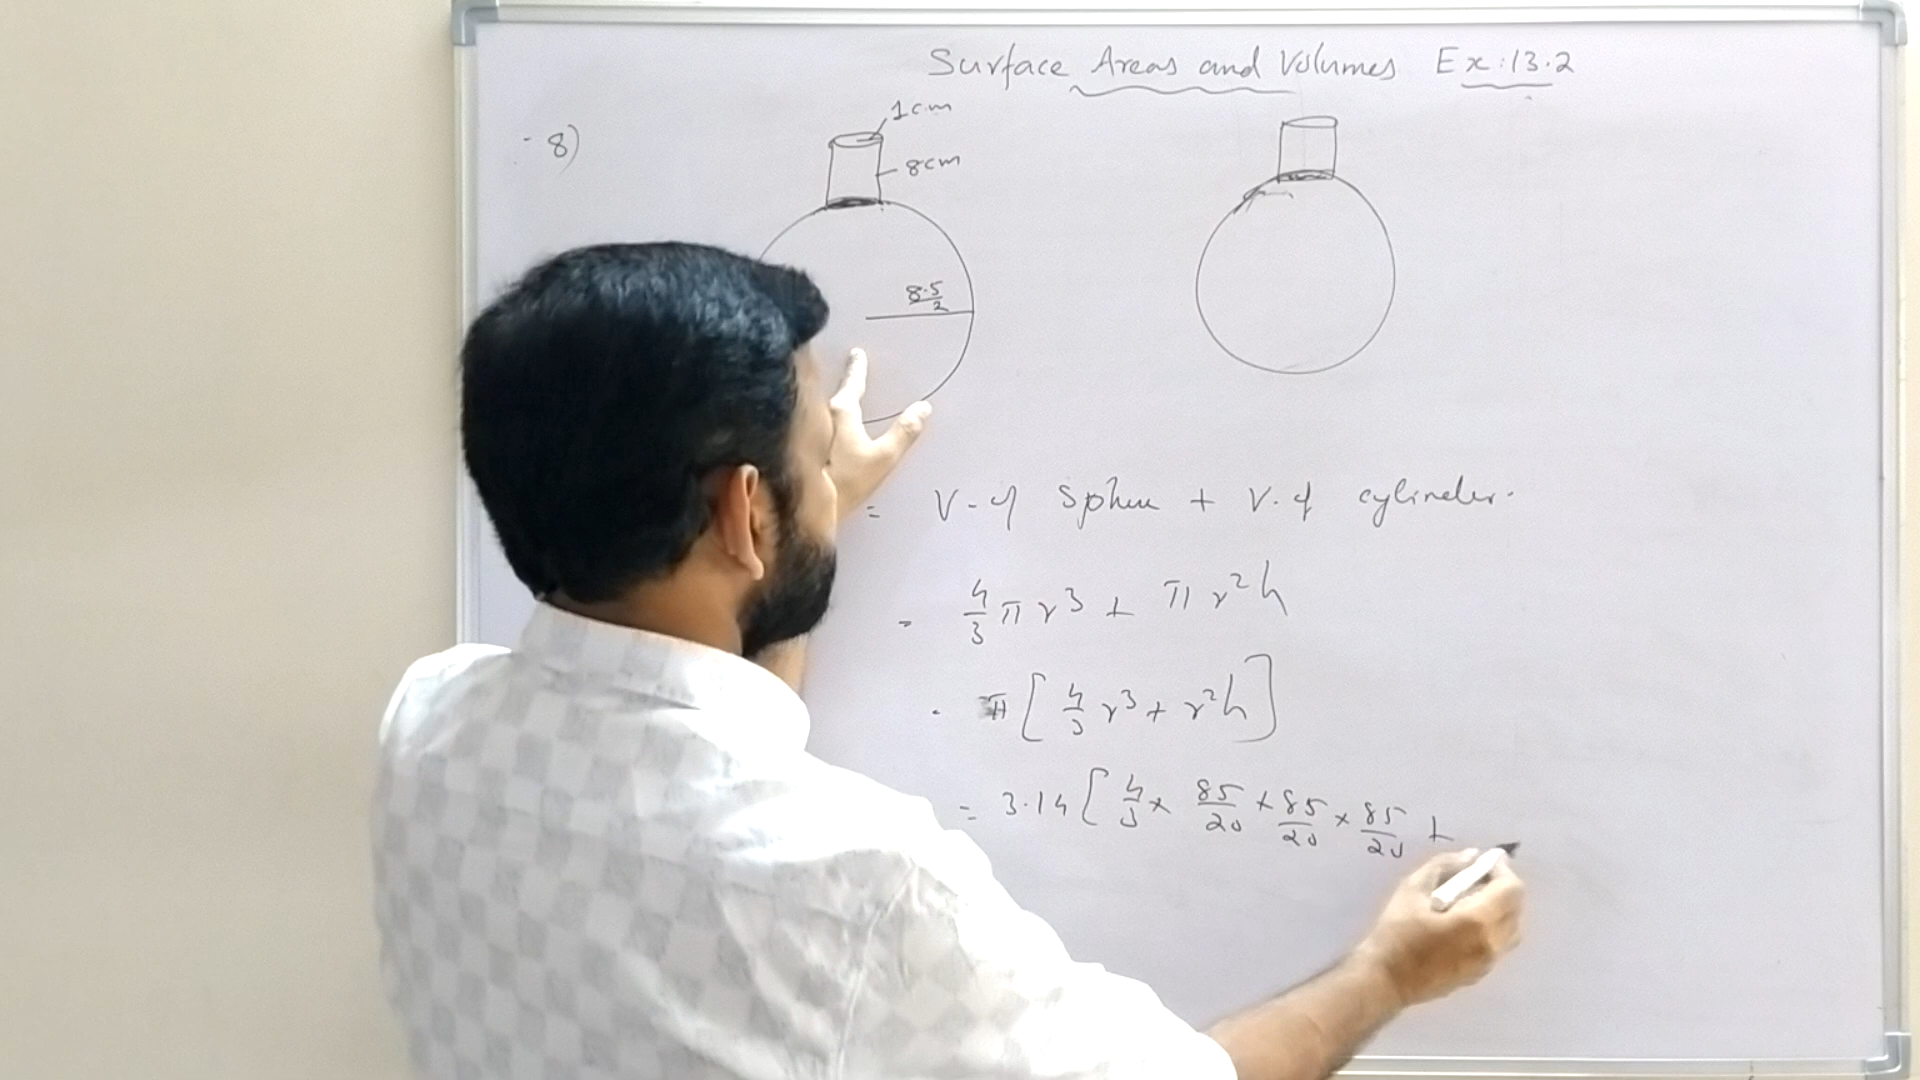 Surface Areas and Volumes Ex:13.2
8)
1cm
8cm
8.5/2
= V. of Sphere + V. of cylinder.
= 4/3 π r³ + π r² h
π [ 4/3 r³ + r² h ]
= 3.14 [ 4/3 × 85/20 × 85/20 × 85/20 +